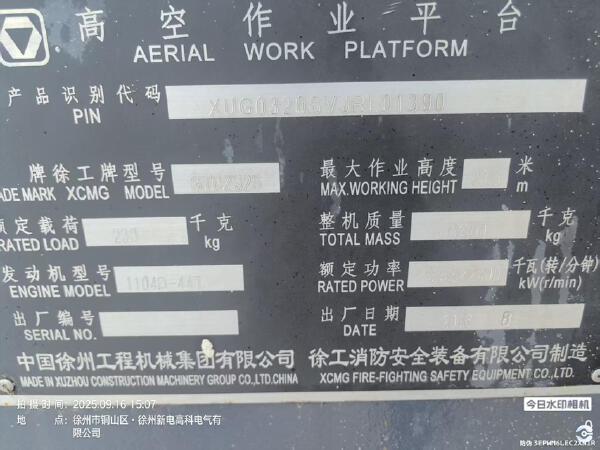 高空作业平台
AERIAL WORK PLATFORM
产品识别代码
PIN
牌徐工牌型号
ADE MARK XCMG MODEL
最大作业高度 米
MAX.WORKING HEIGHT m
额定载荷 230 千克
RATED LOAD kg
整机质量 千克
TOTAL MASS kg
发动机型号 1104D-44T
ENGINE MODEL
额定功率 千瓦(转/分钟)
RATED POWER kW(r/min)
出厂编号
SERIAL NO.
出厂日期 8
DATE
中国徐州工程机械集团有限公司 徐工消防安全装备有限公司制造
MADE IN XUZHOU CONSTRUCTION MACHINERY GROUP CO.,LTD.CHINA XCMG FIRE-FIGHTING SAFETY EQUIPMENT CO.,LTD.
拍摄时间: 2025.09.16 15:07
地点: 徐州市铜山区·徐州新电高科电气有
限公司
今日水印相机
防伪